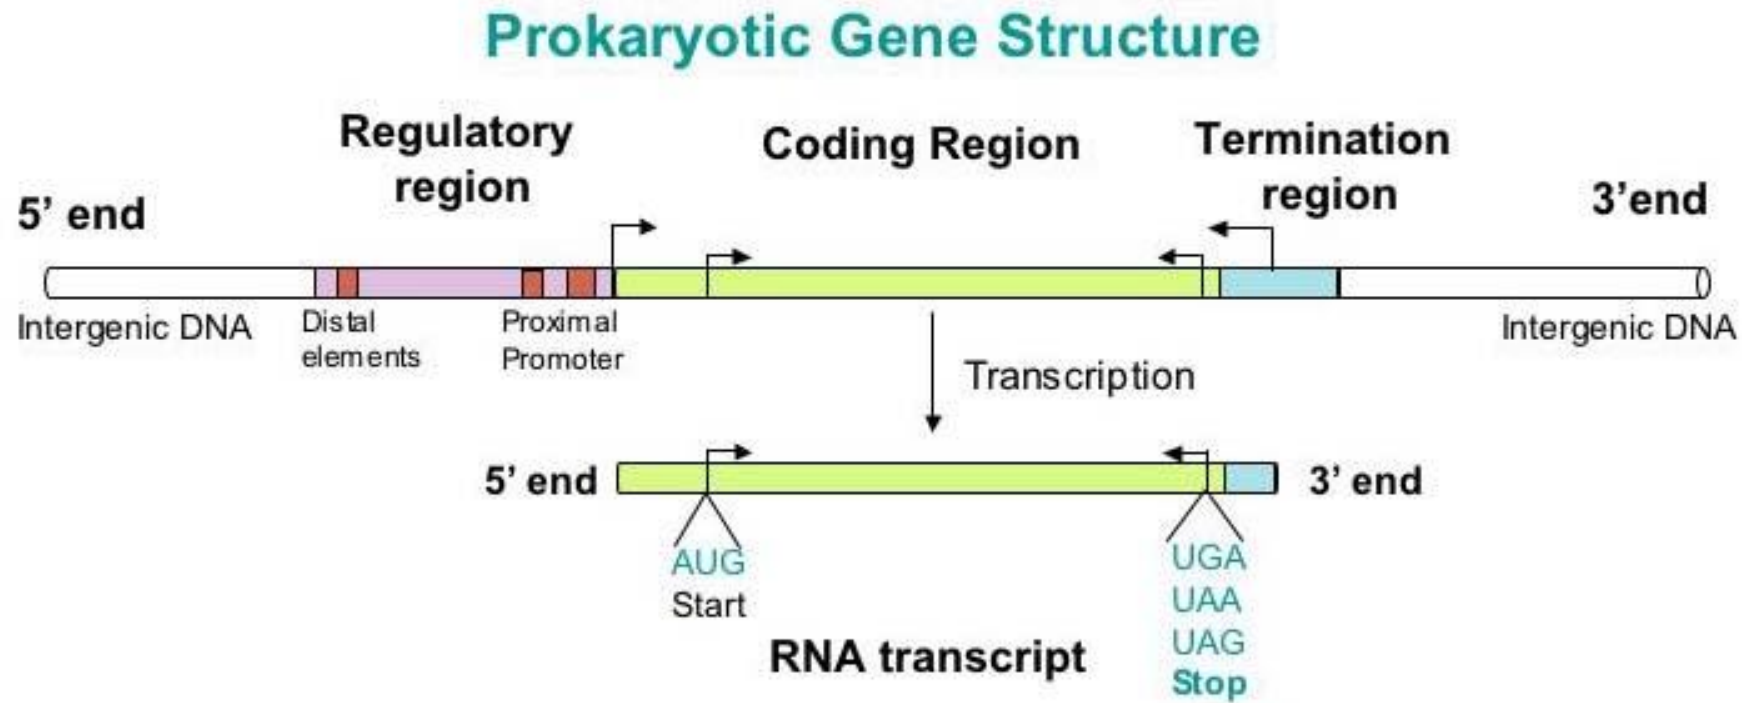 Prokaryotic Gene Structure
Regulatory
region
Coding Region
Termination
region
5’ end
3’end
Intergenic DNA
Distal
elements
Proximal
Promoter
Intergenic DNA
Transcription
5’ end
3’ end
AUG
Start
UGA
UAA
UAG
Stop
RNA transcript